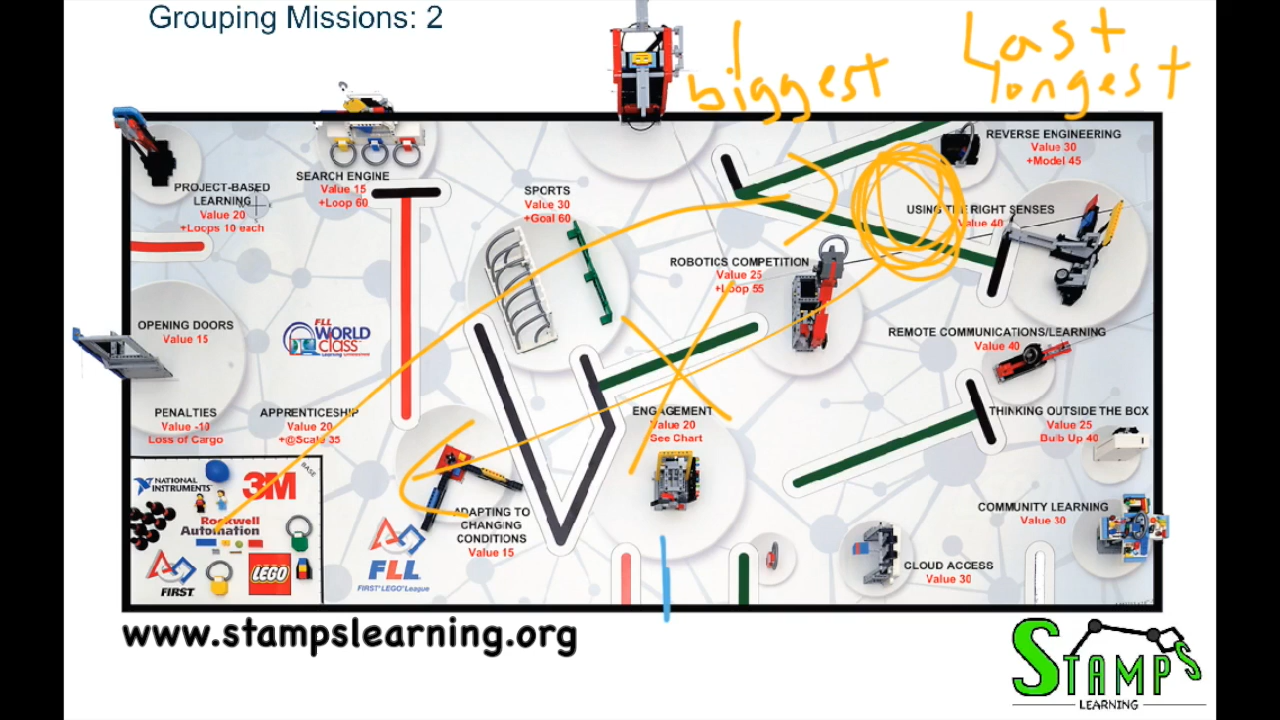 Grouping Missions: 2
biggest
Last
longest
REVERSE ENGINEERING
Value 30
+Model 45
SEARCH ENGINE
Value 15
+Loop 60
PROJECT-BASED
LEARNING
Value 20
+Loops 10 each
SPORTS
Value 30
+Goal 60
USING THE RIGHT SENSES
Value 40
ROBOTICS COMPETITION
Value 25
+Loop 55
OPENING DOORS
Value 15
FLL
WORLD
class
REMOTE COMMUNICATIONS/LEARNING
Value 40
PENALTIES
Value -10
Loss of Cargo
APPRENTICESHIP
Value 20
+@Scale 35
ENGAGEMENT
Value 20
See Chart
THINKING OUTSIDE THE BOX
Value 25
Bulb Up 40
BASE
NATIONAL
INSTRUMENTS
3M
Rockwell
Automation
FIRST
LEGO
ADAPTING TO
CHANGING
CONDITIONS
Value 15
FLL
FIRST LEGO League
COMMUNITY LEARNING
Value 30
CLOUD ACCESS
Value 30
www.stampslearning.org
STAMPS
LEARNING